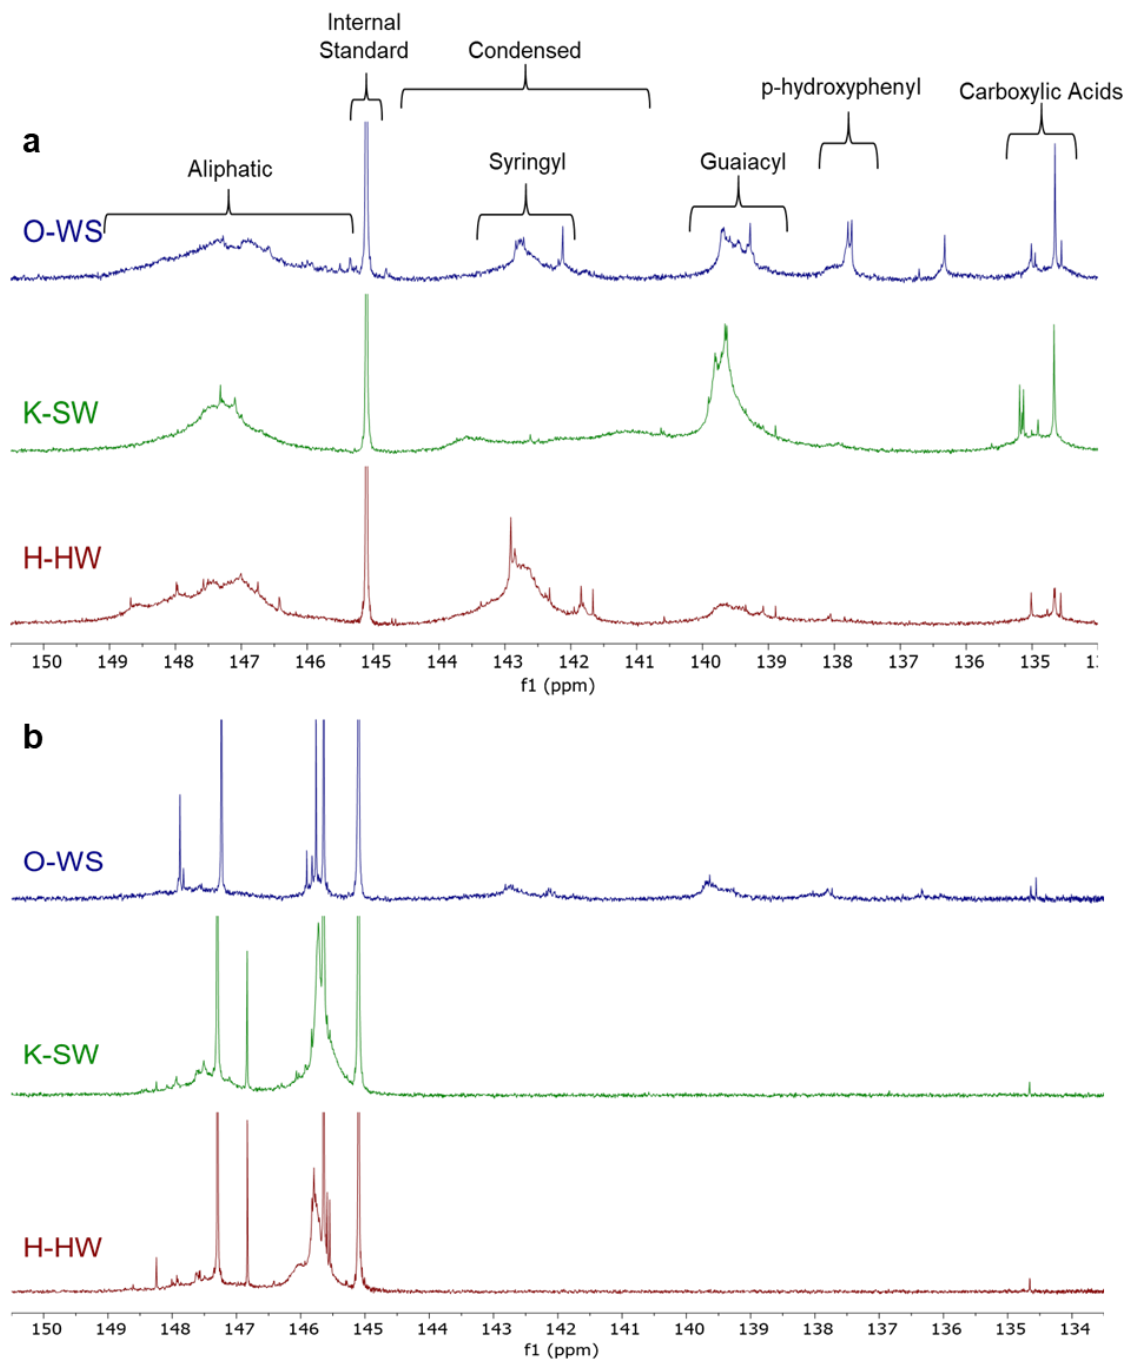 Internal
Standard
Condensed
p-hydroxyphenyl
Carboxylic Acids
a
Aliphatic
Syringyl
Guaiacyl
O-WS
K-SW
H-HW
150 149 148 147 146 145 144 143 142 141 140 139 138 137 136 135 1:
f1 (ppm)
b
O-WS
K-SW
H-HW
150 149 148 147 146 145 144 143 142 141 140 139 138 137 136 135 134
f1 (ppm)